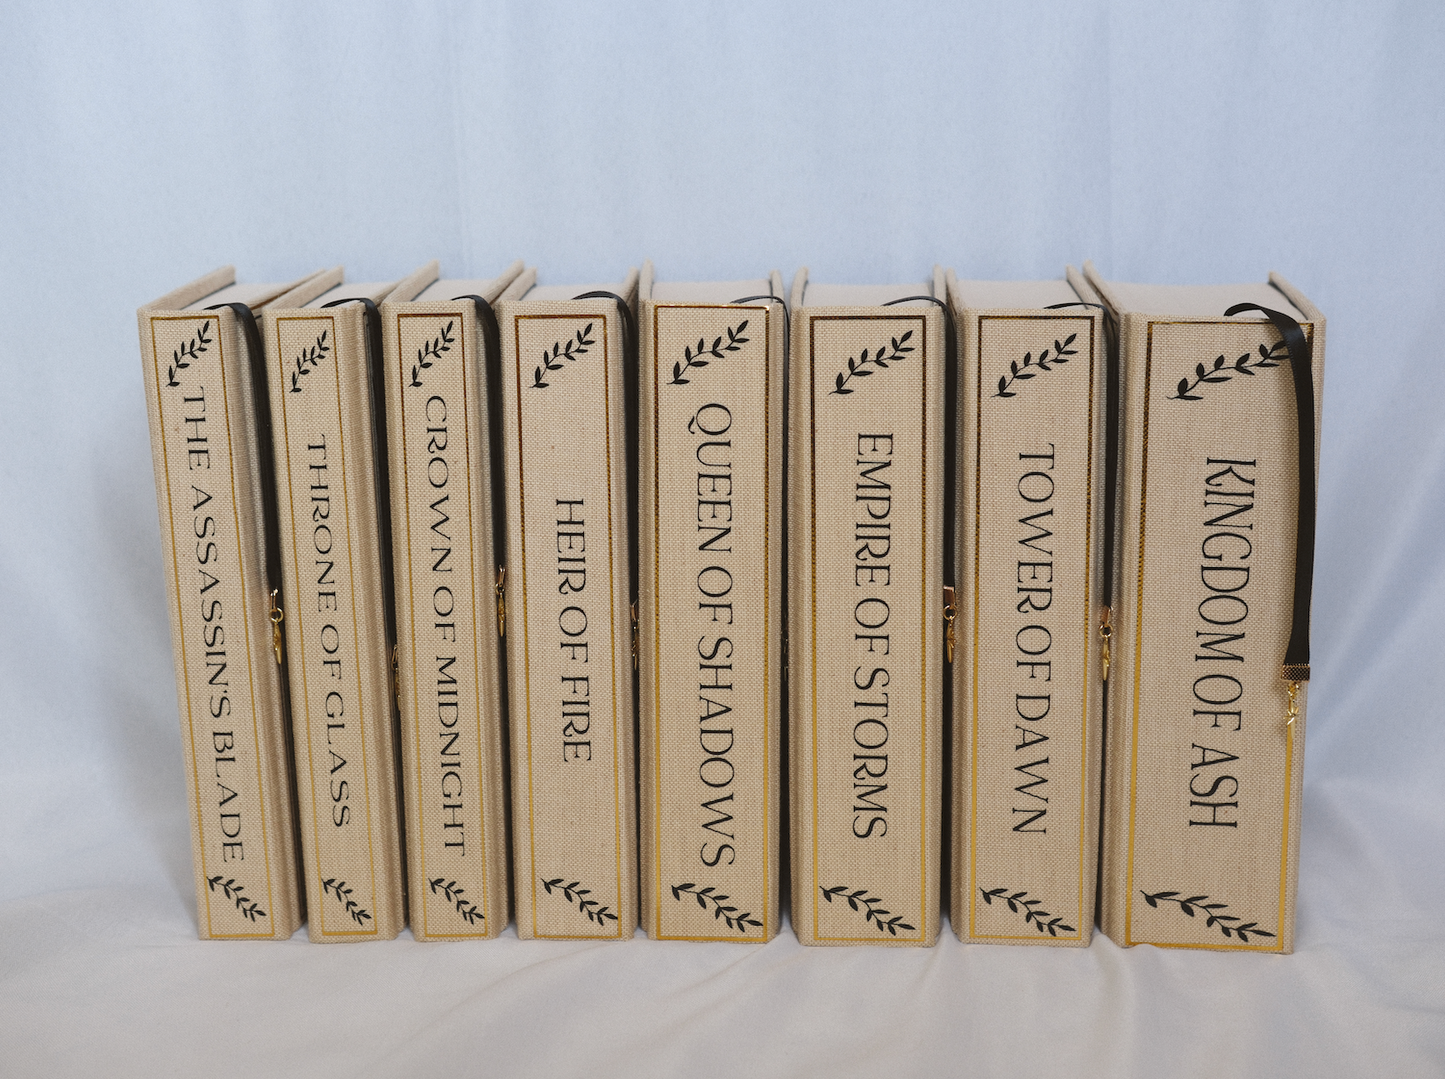 THE ASSASSIN'S BLADE
THRONE OF GLASS
CROWN OF MIDNIGHT
HEIR OF FIRE
QUEEN OF SHADOWS
EMPIRE OF STORMS
TOWER OF DAWN
KINGDOM OF ASH